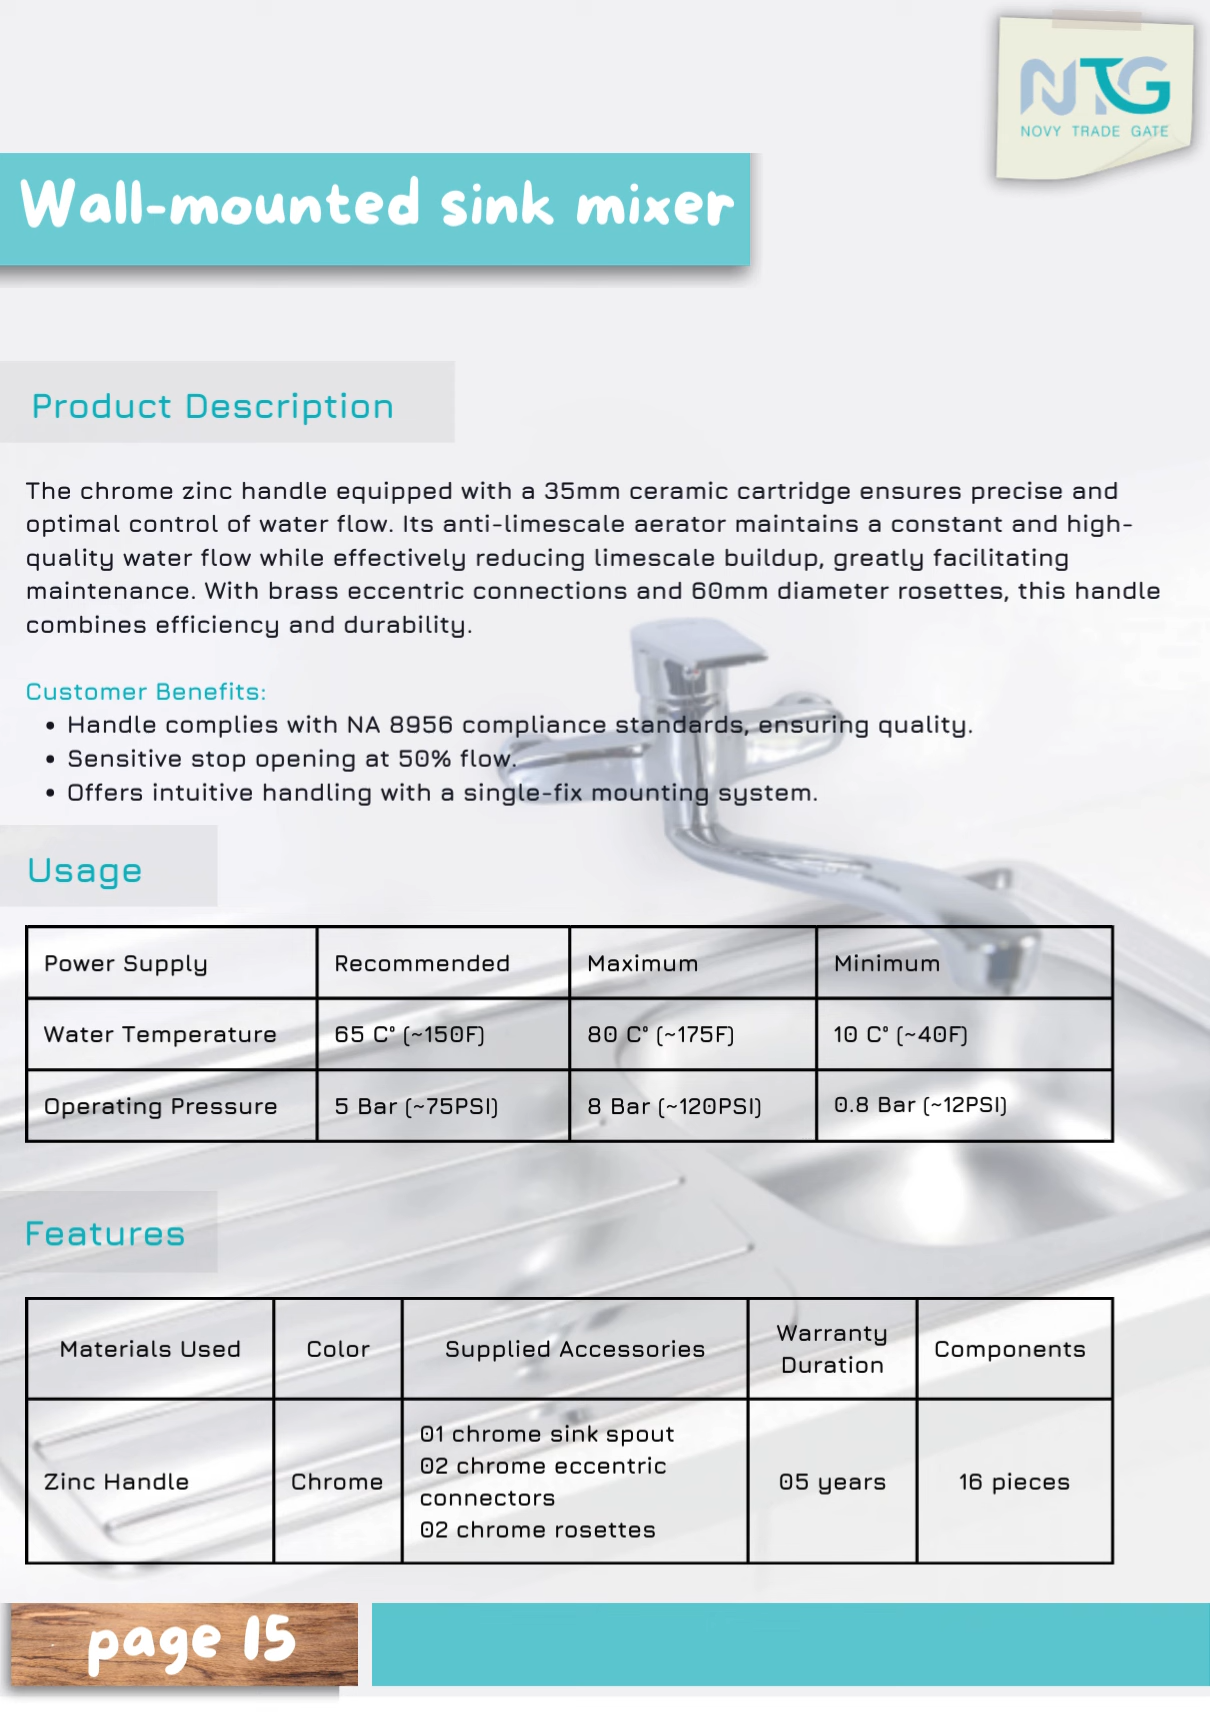 NTG
NOVY TRADE GATE
Wall-mounted sink mixer
Product Description
The chrome zinc handle equipped with a 35mm ceramic cartridge ensures precise and
optimal control of water flow. Its anti-limescale aerator maintains a constant and high-
quality water flow while effectively reducing limescale buildup, greatly facilitating
maintenance. With brass eccentric connections and 60mm diameter rosettes, this handle
combines efficiency and durability.
Customer Benefits:
• Handle complies with NA 8956 compliance standards, ensuring quality.
• Sensitive stop opening at 50% flow.
• Offers intuitive handling with a single-fix mounting system.
Usage
Power Supply Recommended Maximum Minimum
Water Temperature 65 C° (~150F) 80 C° (~175F) 10 C° (~40F)
Operating Pressure 5 Bar (~75PSI) 8 Bar (~120PSI) 0.8 Bar (~12PSI)
Features
Materials Used Color Supplied Accessories Warranty Duration Components
Zinc Handle Chrome 01 chrome sink spout
02 chrome eccentric
connectors
02 chrome rosettes
05 years 16 pieces
page 15